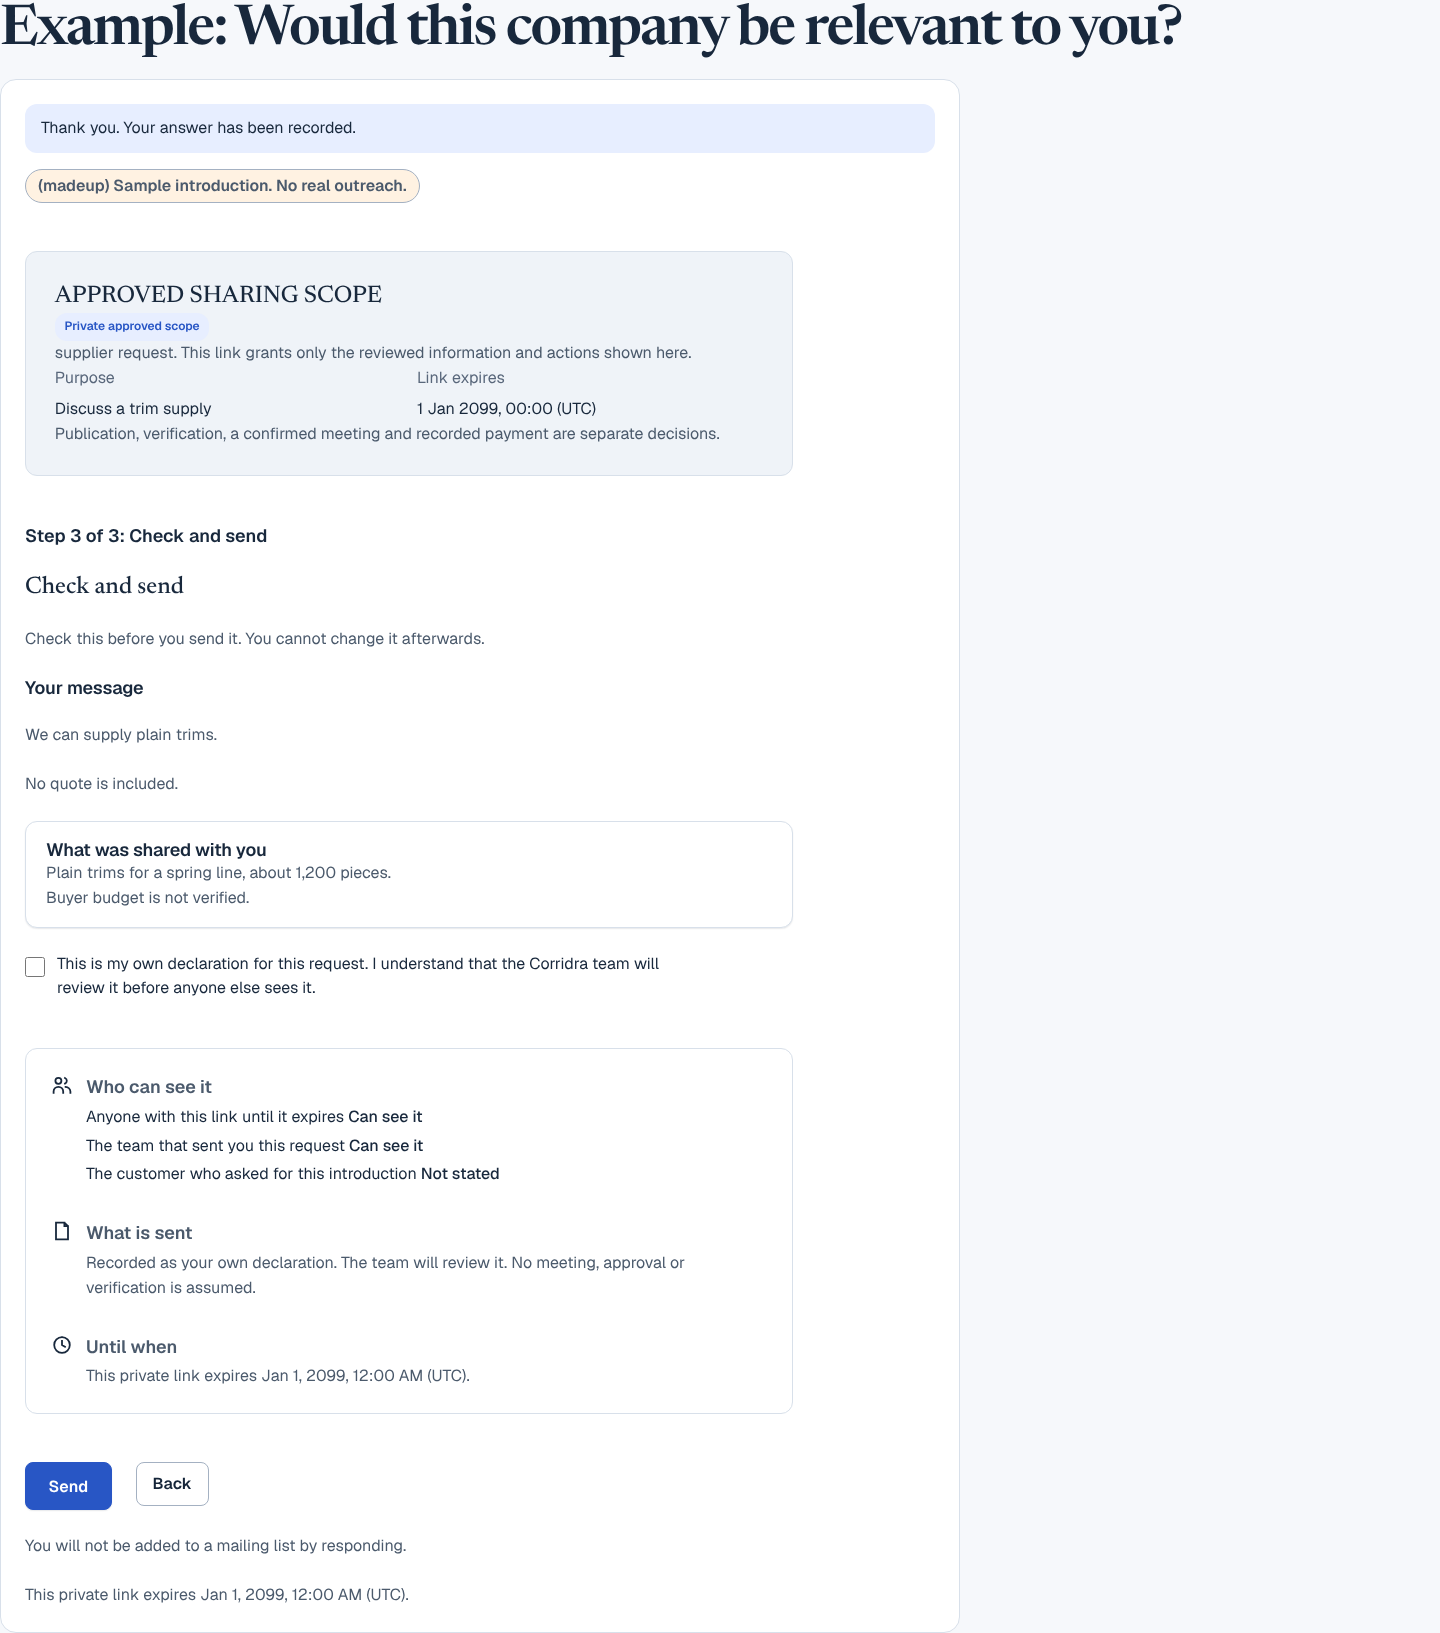 Example: Would this company be relevant to you?
Thank you. Your answer has been recorded.
(madeup) Sample introduction. No real outreach.
APPROVED SHARING SCOPE
Private approved scope
supplier request. This link grants only the reviewed information and actions shown here.
Purpose
Link expires
Discuss a trim supply
1 Jan 2099, 00:00 (UTC)
Publication, verification, a confirmed meeting and recorded payment are separate decisions.
Step 3 of 3: Check and send
Check and send
Check this before you send it. You cannot change it afterwards.
Your message
We can supply plain trims.
No quote is included.
What was shared with you
Plain trims for a spring line, about 1,200 pieces.
Buyer budget is not verified.
This is my own declaration for this request. I understand that the Corridra team will
review it before anyone else sees it.
Who can see it
Anyone with this link until it expires Can see it
The team that sent you this request Can see it
The customer who asked for this introduction Not stated
What is sent
Recorded as your own declaration. The team will review it. No meeting, approval or
verification is assumed.
Until when
This private link expires Jan 1, 2099, 12:00 AM (UTC).
Send
Back
You will not be added to a mailing list by responding.
This private link expires Jan 1, 2099, 12:00 AM (UTC).